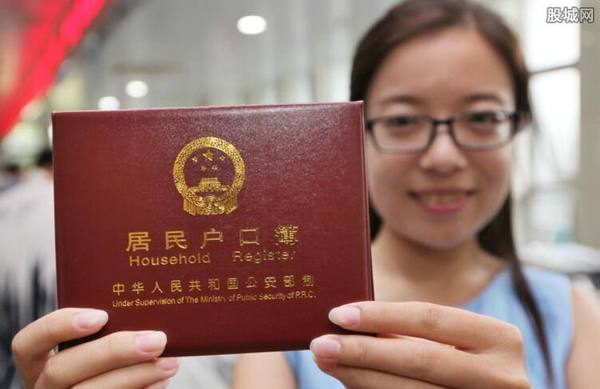 股城网
居民户口簿
Household Register
中华人民共和国公安部制
Under Supervision of The Ministry of Public Security of P.R.C.